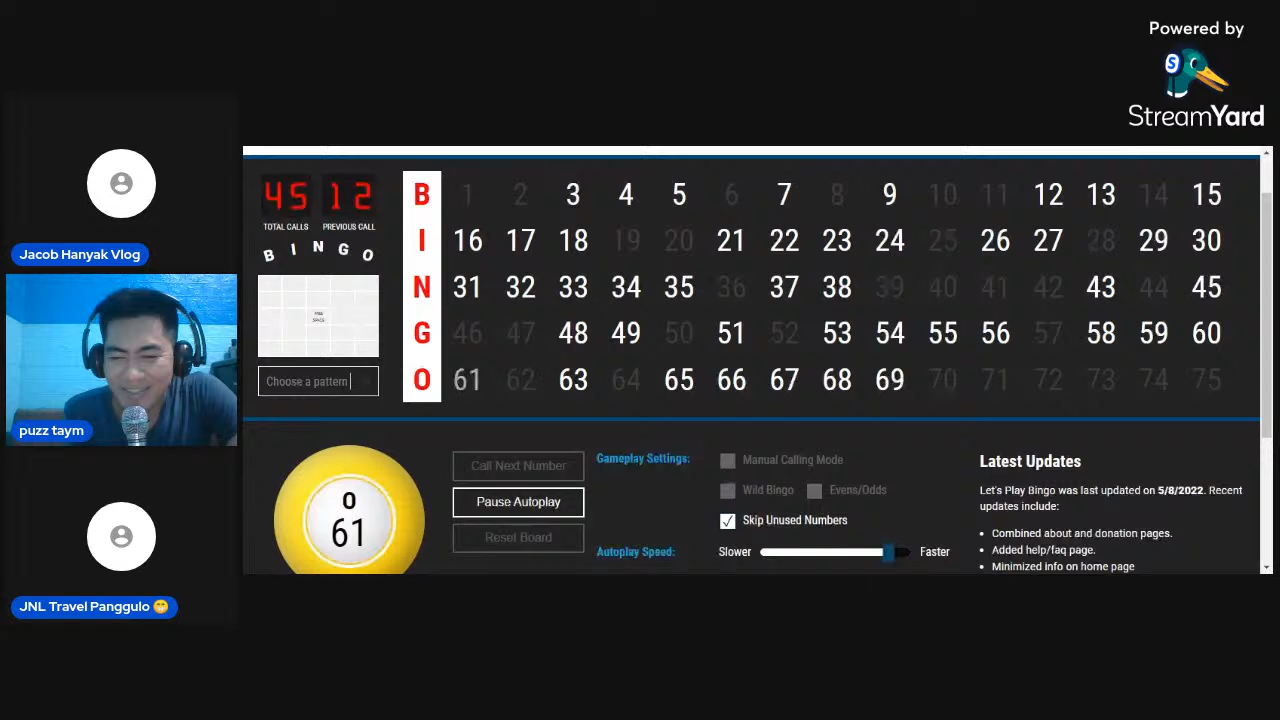 Powered by
S
StreamYard
Jacob Hanyak Vlog
puzz taym
JNL Travel Panggulo 😁
45 12
TOTAL CALLS PREVIOUS CALL
B I N G O
FREE
SPACE
Choose a pattern
B 1 2 3 4 5 6 7 8 9 10 11 12 13 14 15
I 16 17 18 19 20 21 22 23 24 25 26 27 28 29 30
N 31 32 33 34 35 36 37 38 39 40 41 42 43 44 45
G 46 47 48 49 50 51 52 53 54 55 56 57 58 59 60
O 61 62 63 64 65 66 67 68 69 70 71 72 73 74 75
O
61
Call Next Number
Pause Autoplay
Reset Board
Gameplay Settings:
Manual Calling Mode
Wild Bingo Evens/Odds
Skip Unused Numbers
Autoplay Speed: Slower Faster
Latest Updates
Let's Play Bingo was last updated on 5/8/2022. Recent
updates include:
• Combined about and donation pages.
• Added help/faq page.
• Minimized info on home page